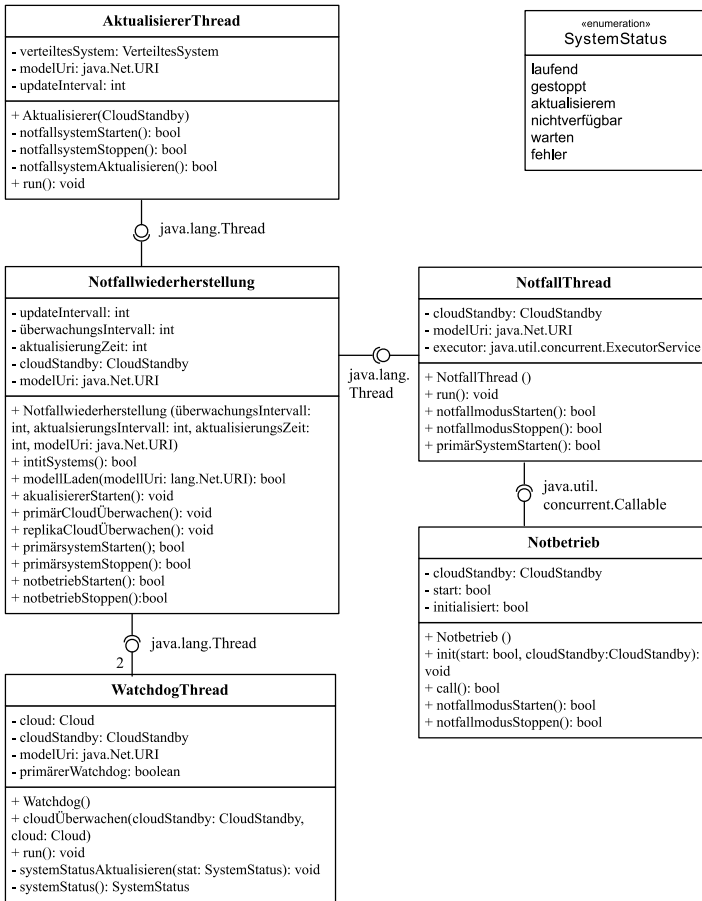 AktualisiererThread
- verteiltesSystem: VerteiltesSystem
- modelUri: java.Net.URI
- updateInterval: int
+ Aktualisierer(CloudStandby)
- notfallsystemStarten(): bool
- notfallsystemStoppen(): bool
- notfallsystemAktualisieren(): bool
+ run(): void
«enumeration»
SystemStatus
laufend
gestoppt
aktualisierem
nichtverfügbar
warten
fehler
java.lang.Thread
Notfallwiederherstellung
- updateIntervall: int
- überwachungsIntervall: int
- aktualisierungZeit: int
- cloudStandby: CloudStandby
- modelUri: java.Net.URI
+ Notfallwiederherstellung (überwachungsIntervall:
int, aktualsierungsIntervall: int, aktualisierungsZeit:
int, modelUri: java.Net.URI)
+ intitSystems(): bool
+ modelLaden(modellUri: lang.Net.URI): bool
+ akualisiererStarten(): void
+ primärCloudÜberwachen(): void
+ replikaCloudÜberwachen(): void
+ primärsystemStarten(; bool
+ primärsystemStoppen(): bool
+ notbetriebStarten(): bool
+ notbetriebStoppen():bool
java.lang.
Thread
NotfallThread
- cloudStandby: CloudStandby
- modelUri: java.Net.URI
- executor: java.util.concurrent.ExecutorService
+ NotfallThread ()
+ run(): void
+ notfallmodusStarten(): bool
+ notfallmodusStoppen(): bool
+ primärSystemStarten(): bool
java.util.
concurrent.Callable
Notbetrieb
- cloudStandby: CloudStandby
- start: bool
- initialisiert: bool
+ Notbetrieb ()
+ init(start: bool, cloudStandby:CloudStandby):
void
+ call(): bool
+ notfallmodusStarten(): bool
+ notfallmodusStoppen(): bool
java.lang.Thread
2
WatchdogThread
- cloud: Cloud
- cloudStandby: CloudStandby
- modelUri: java.Net.URI
- primärerWatchdog: boolean
+ Watchdog()
+ cloudÜberwachen(cloudStandby: CloudStandby,
cloud: Cloud)
+ run(): void
- systemStatusAktualisieren(stat: SystemStatus): void
- systemStatus(): SystemStatus